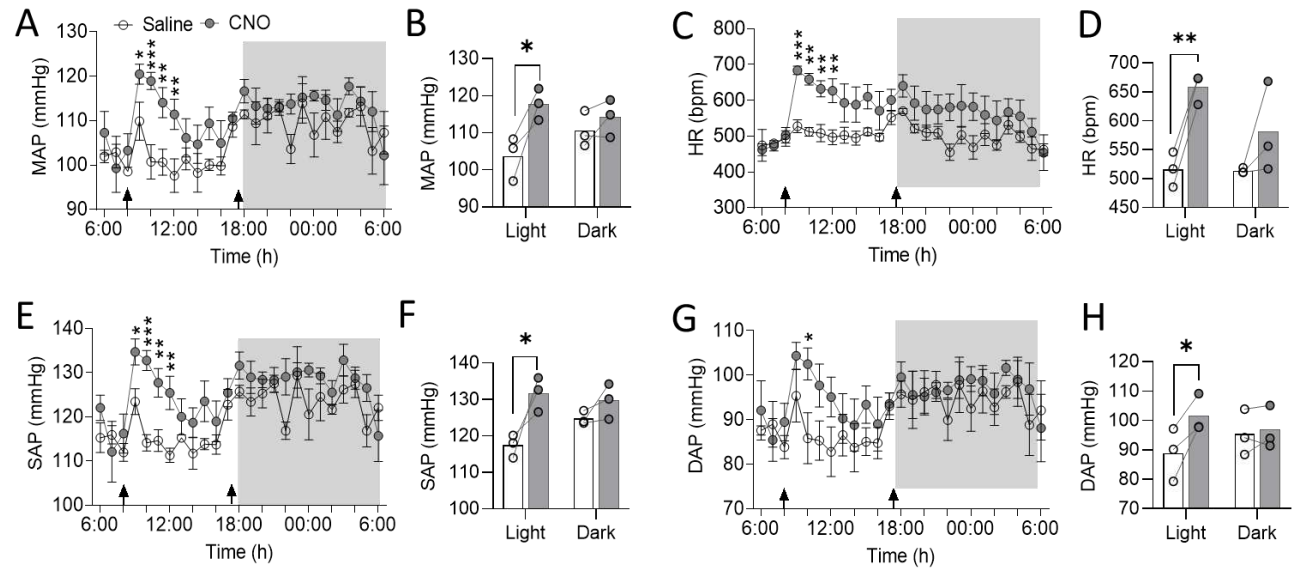 A
Saline
CNO
130
120
110
100
90
MAP (mmHg)
*
***
**
**
6:00
12:00
18:00
00:00
6:00
Time (h)
B
130
120
110
100
90
MAP (mmHg)
*
Light
Dark
C
800
700
600
500
400
300
HR (bpm)
***
**
**
**
6:00
12:00
18:00
00:00
6:00
Time (h)
D
700
650
600
550
500
450
HR (bpm)
**
Light
Dark
E
140
130
120
110
100
SAP (mmHg)
*
***
**
**
6:00
12:00
18:00
00:00
6:00
Time (h)
F
140
130
120
110
100
SAP (mmHg)
*
Light
Dark
G
110
100
90
80
70
DAP (mmHg)
*
6:00
12:00
18:00
00:00
6:00
Time (h)
H
120
110
100
90
80
70
DAP (mmHg)
*
Light
Dark